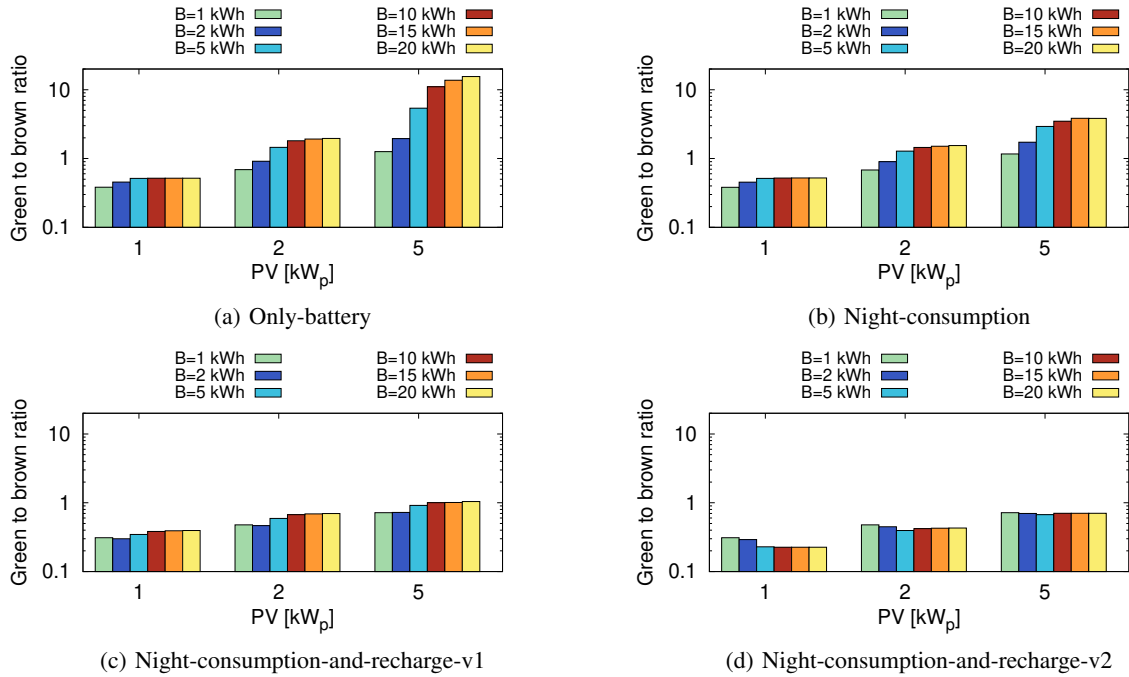 B=1 kWh B=10 kWh
B=2 kWh B=15 kWh
B=5 kWh B=20 kWh
Green to brown ratio
10
1
0.1
1 2 5
PV [kWp]
(a) Only-battery
B=1 kWh B=10 kWh
B=2 kWh B=15 kWh
B=5 kWh B=20 kWh
Green to brown ratio
10
1
0.1
1 2 5
PV [kWp]
(b) Night-consumption
B=1 kWh B=10 kWh
B=2 kWh B=15 kWh
B=5 kWh B=20 kWh
Green to brown ratio
10
1
0.1
1 2 5
PV [kWp]
(c) Night-consumption-and-recharge-v1
B=1 kWh B=10 kWh
B=2 kWh B=15 kWh
B=5 kWh B=20 kWh
Green to brown ratio
10
1
0.1
1 2 5
PV [kWp]
(d) Night-consumption-and-recharge-v2